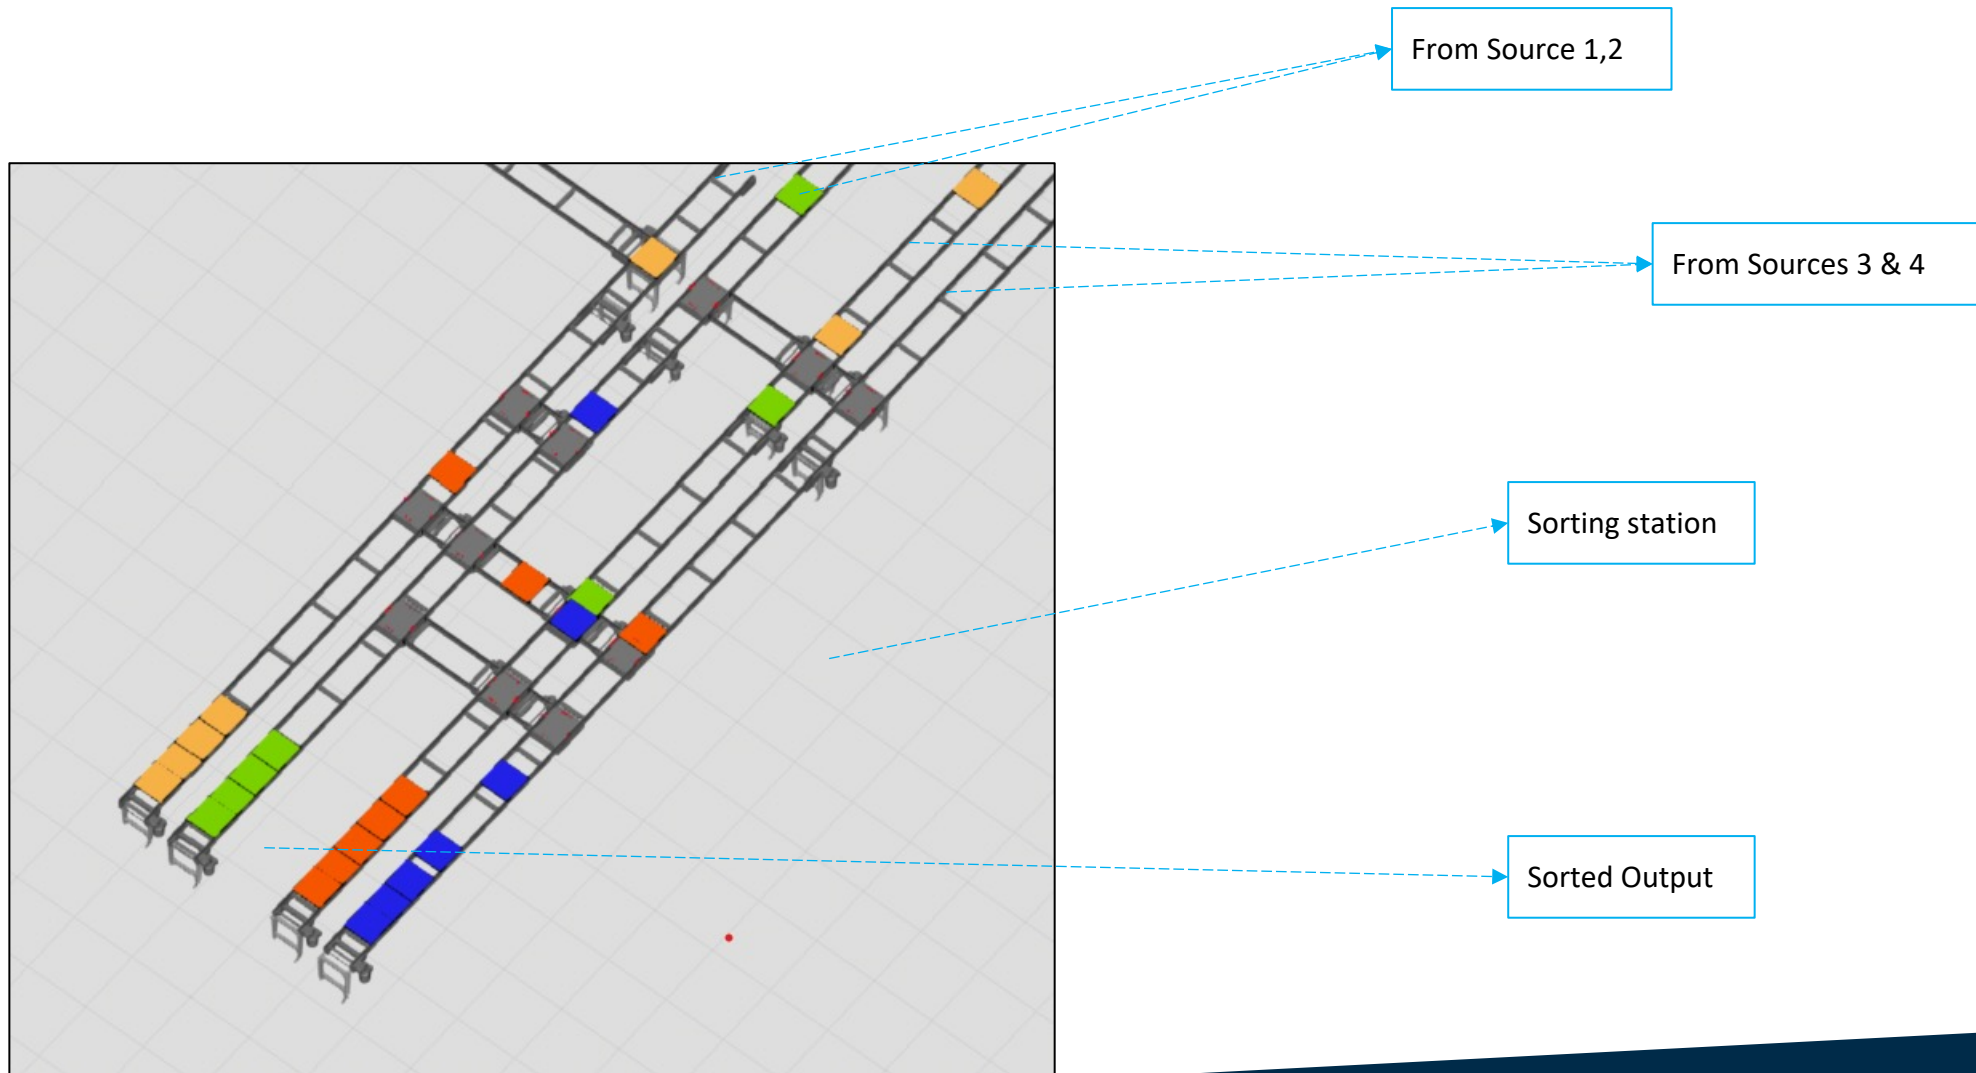 From Source 1,2
From Sources 3 & 4
Sorting station
Sorted Output